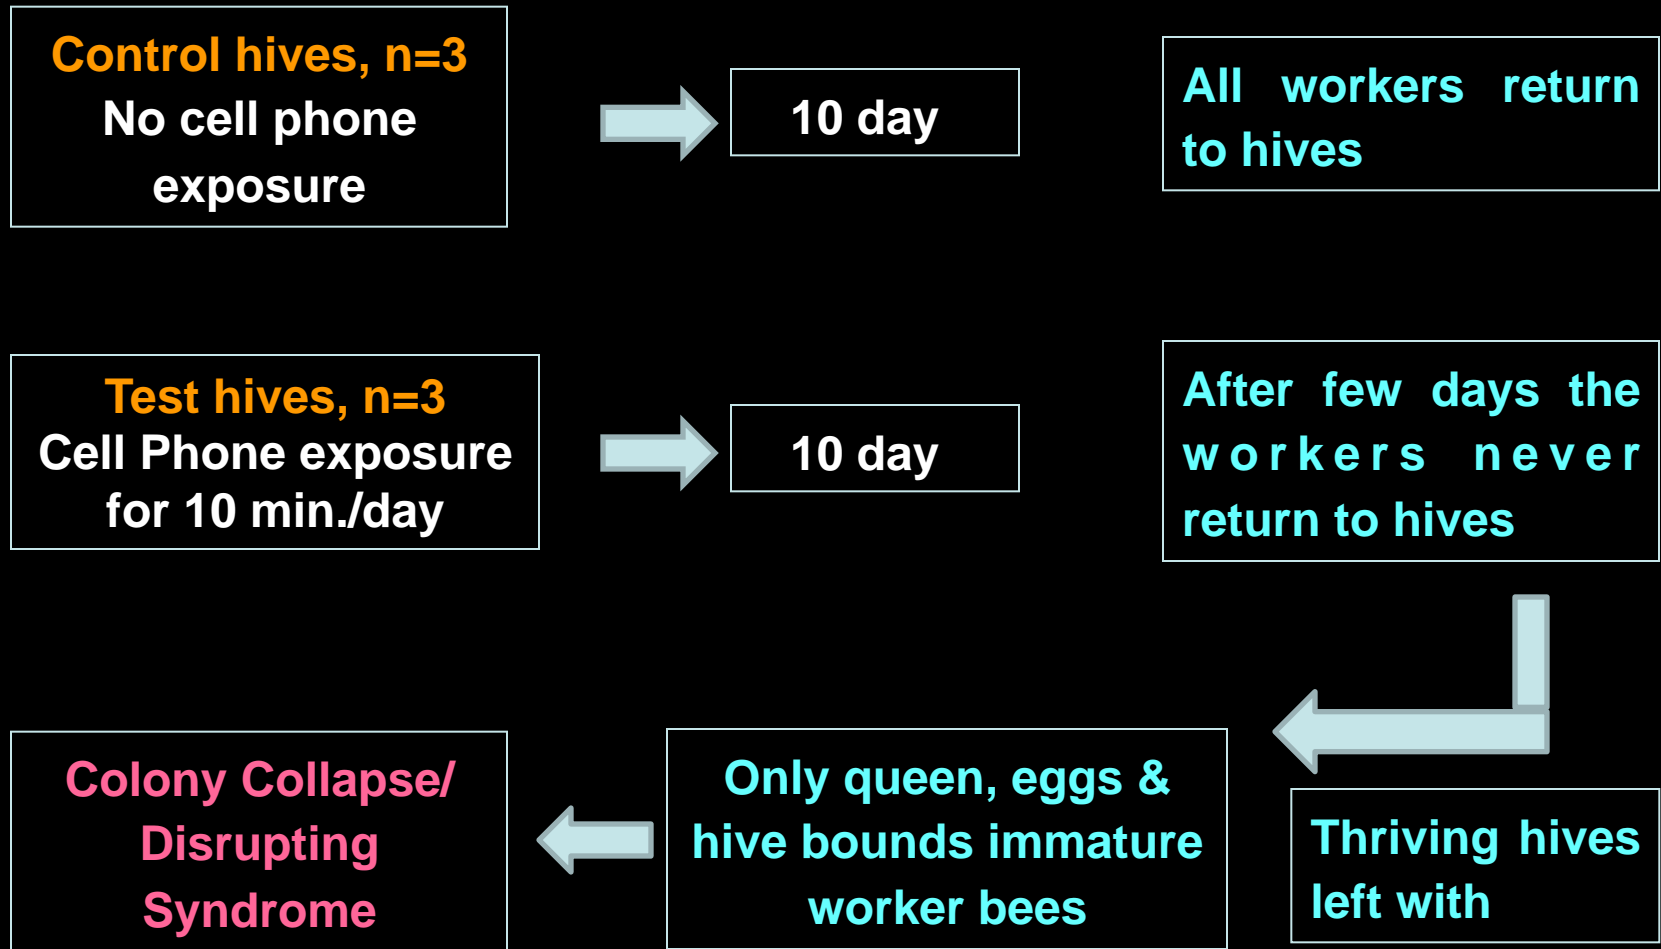 Control hives, n=3
No cell phone
exposure
10 day
All workers return
to hives
Test hives, n=3
Cell Phone exposure
for 10 min./day
10 day
After few days the
workers never
return to hives
Thriving hives
left with
Only queen, eggs &
hive bounds immature
worker bees
Colony Collapse/
Disrupting
Syndrome